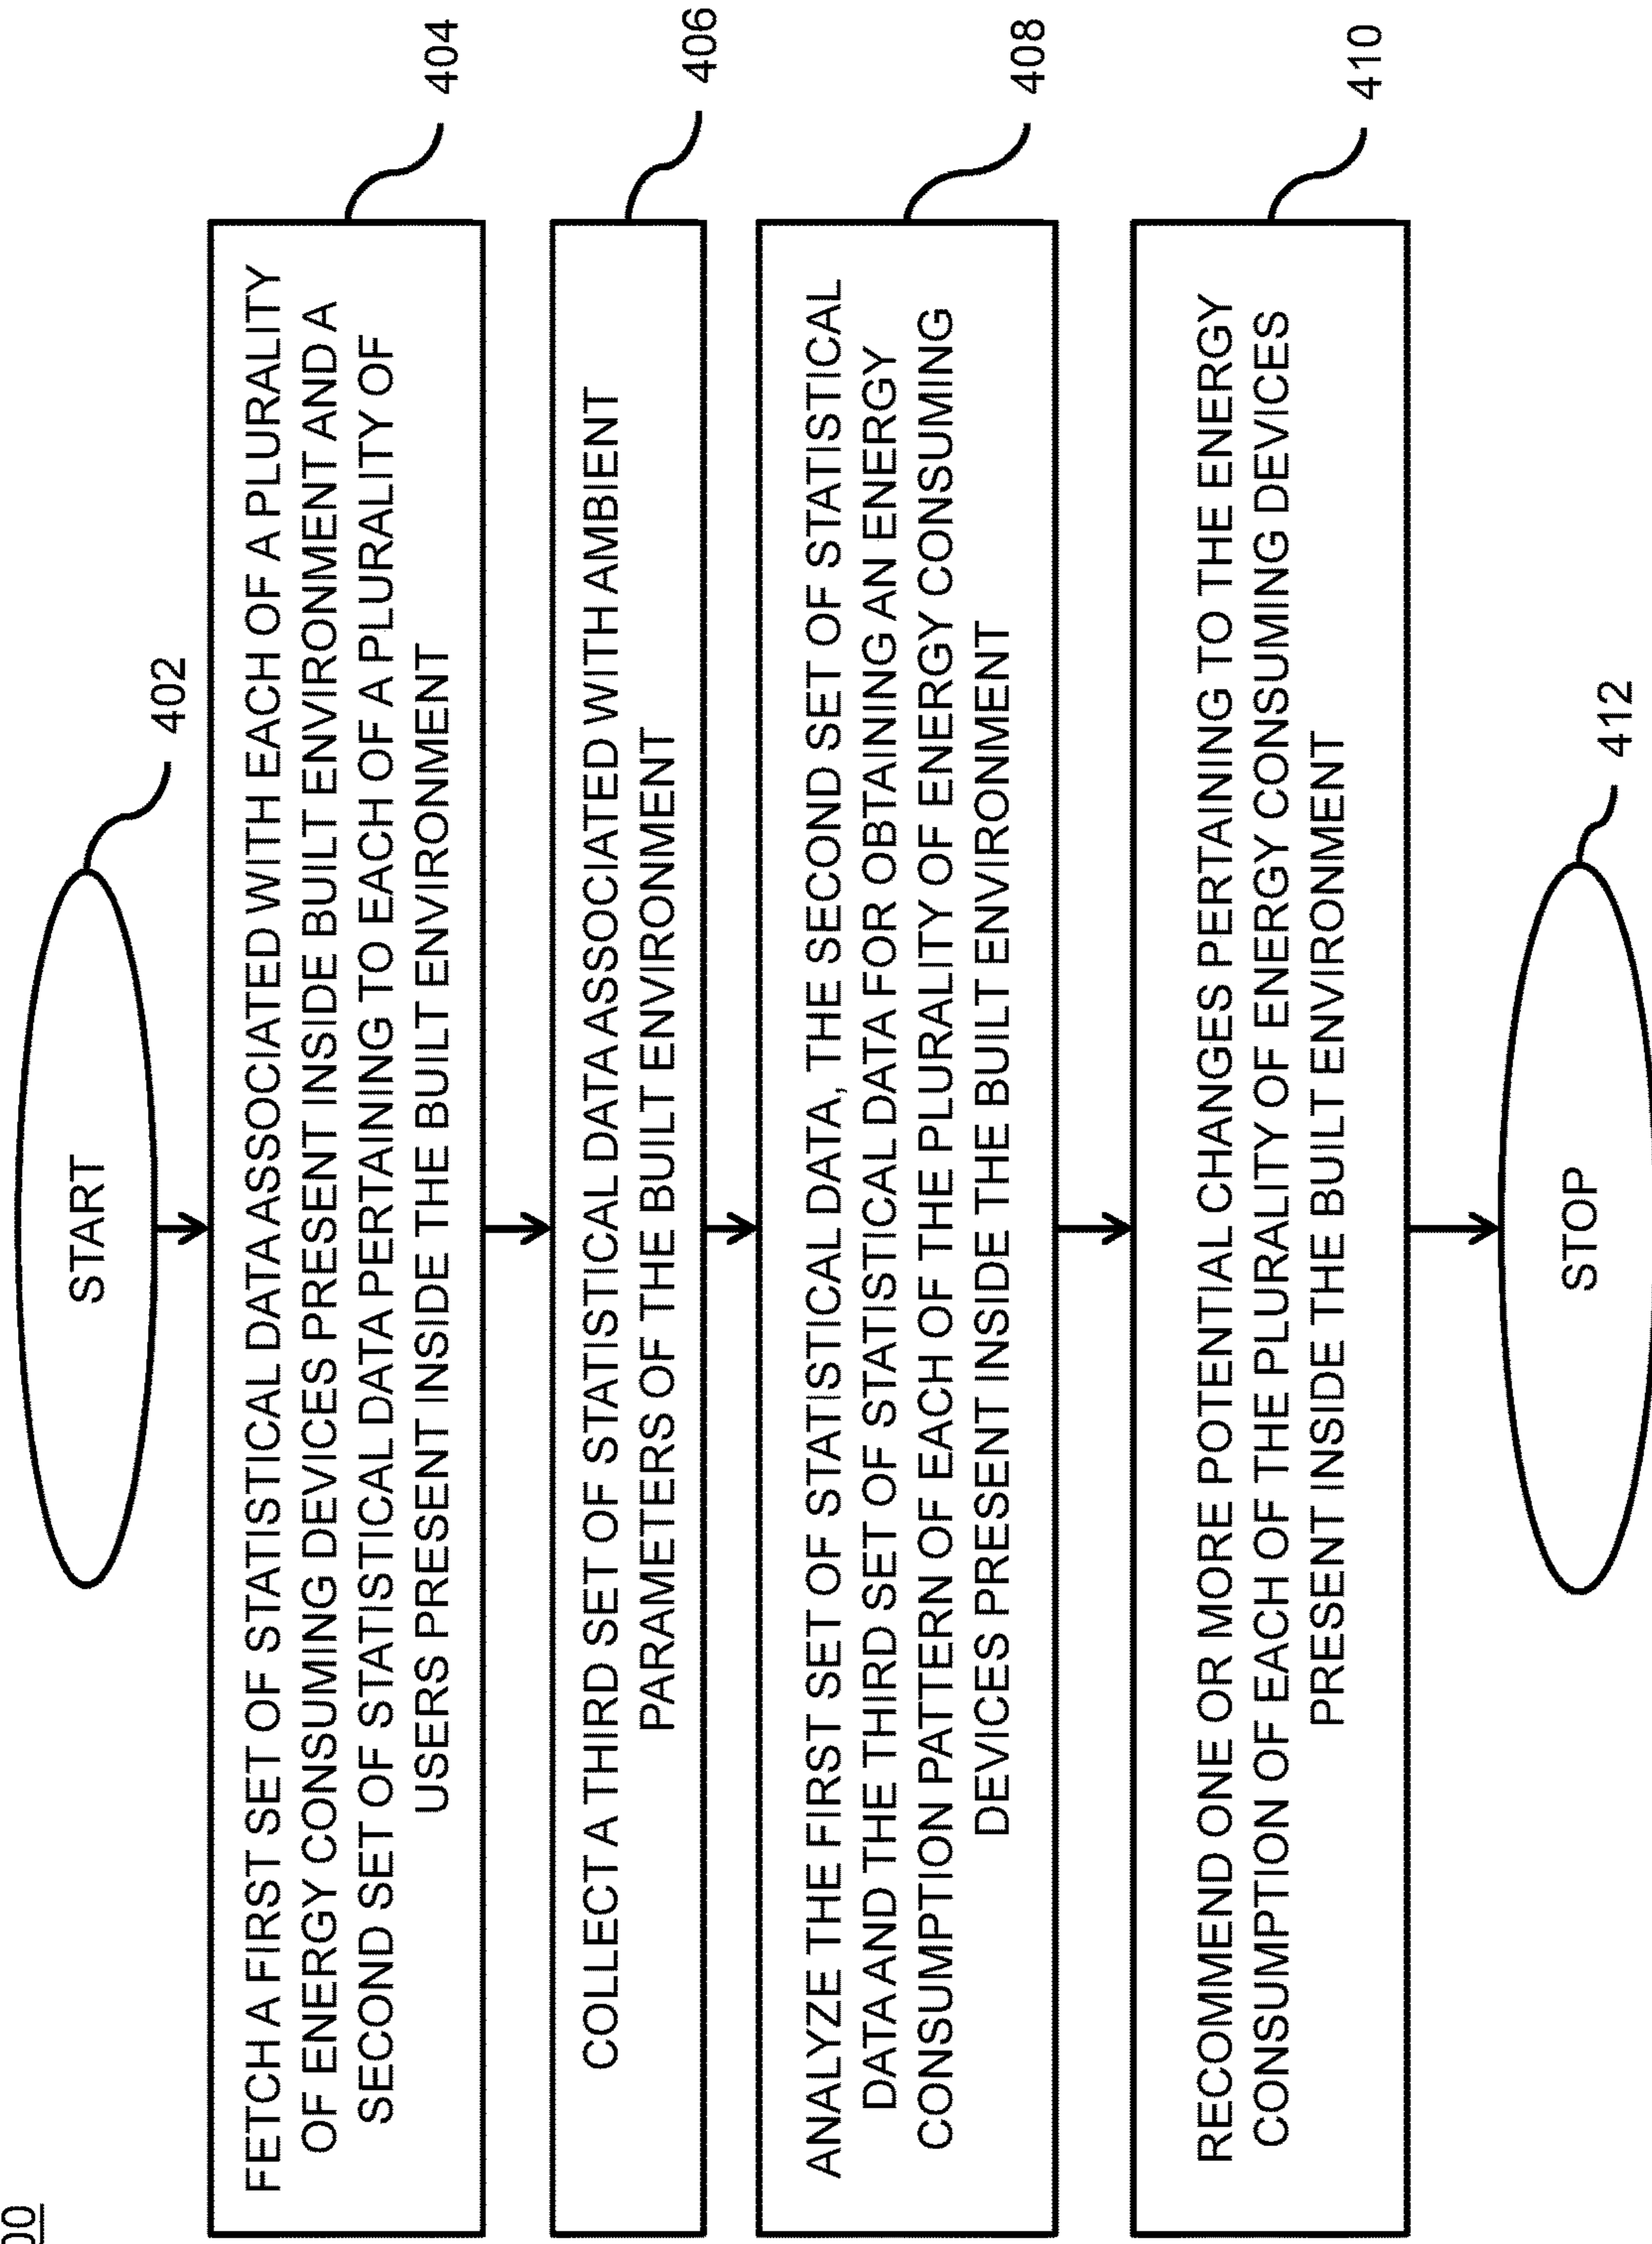 00
START
402
FETCH A FIRST SET OF STATISTICAL DATA ASSOCIATED WITH EACH OF A PLURALITY
OF ENERGY CONSUMING DEVICES PRESENT INSIDE BUILT ENVIRONMENT AND A
SECOND SET OF STATISTICAL DATA PERTAINING TO EACH OF A PLURALITY OF
USERS PRESENT INSIDE THE BUILT ENVIRONMENT
404
COLLECT A THIRD SET OF STATISTICAL DATA ASSOCIATED WITH AMBIENT
PARAMETERS OF THE BUILT ENVIRONMENT
406
ANALYZE THE FIRST SET OF STATISTICAL DATA, THE SECOND SET OF STATISTICAL
DATA AND THE THIRD SET OF STATISTICAL DATA FOR OBTAINING AN ENERGY
CONSUMPTION PATTERN OF EACH OF THE PLURALITY OF ENERGY CONSUMING
DEVICES PRESENT INSIDE THE BUILT ENVIRONMENT
408
RECOMMEND ONE OR MORE POTENTIAL CHANGES PERTAINING TO THE ENERGY
CONSUMPTION OF EACH OF THE PLURALITY OF ENERGY CONSUMING DEVICES
PRESENT INSIDE THE BUILT ENVIRONMENT
410
STOP
412